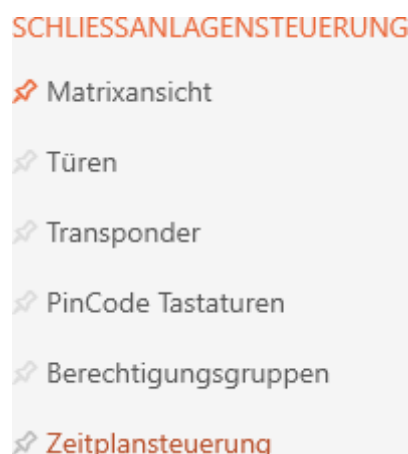 SCHLIESSANLAGENSTEUERUNG
Matrixansicht
Türen
Transponder
PinCode Tastaturen
Berechtigungsgruppen
Zeitplansteuerung